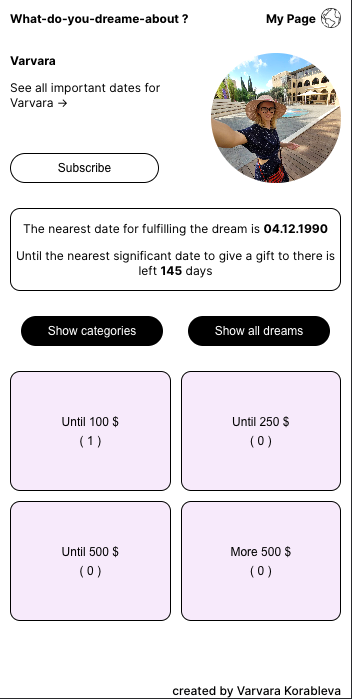 What-do-you-dreame-about ?
My Page
Varvara
See all important dates for
Varvara →
Subscribe
The nearest date for fulfilling the dream is 04.12.1990
Until the nearest significant date to give a gift to there is
left 145 days
Show categories
Show all dreams
Until 100 $
( 1 )
Until 250 $
( 0 )
Until 500 $
( 0 )
More 500 $
( 0 )
created by Varvara Korableva